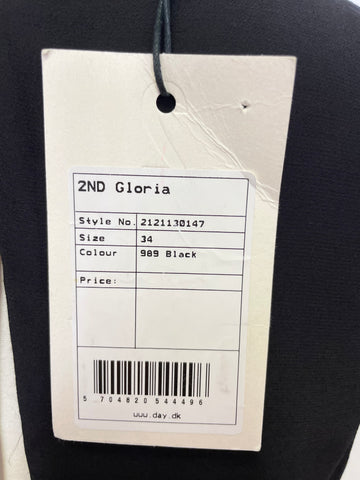 2ND Gloria
Style No. 2121130147
Size 34
Colour 989 Black
Price:
5 704820 544496
www.day.dk